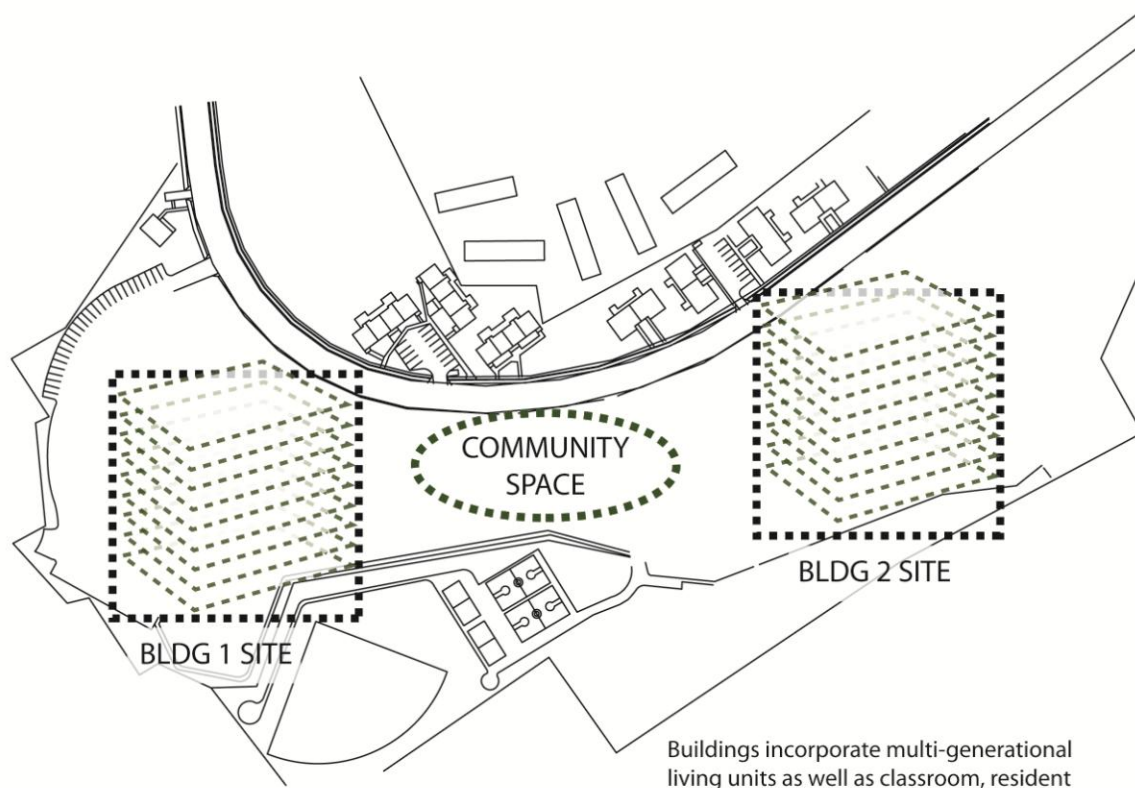 COMMUNITY
SPACE
BLDG 2 SITE
BLDG 1 SITE
Buildings incorporate multi-generational
living units as well as classroom, resident